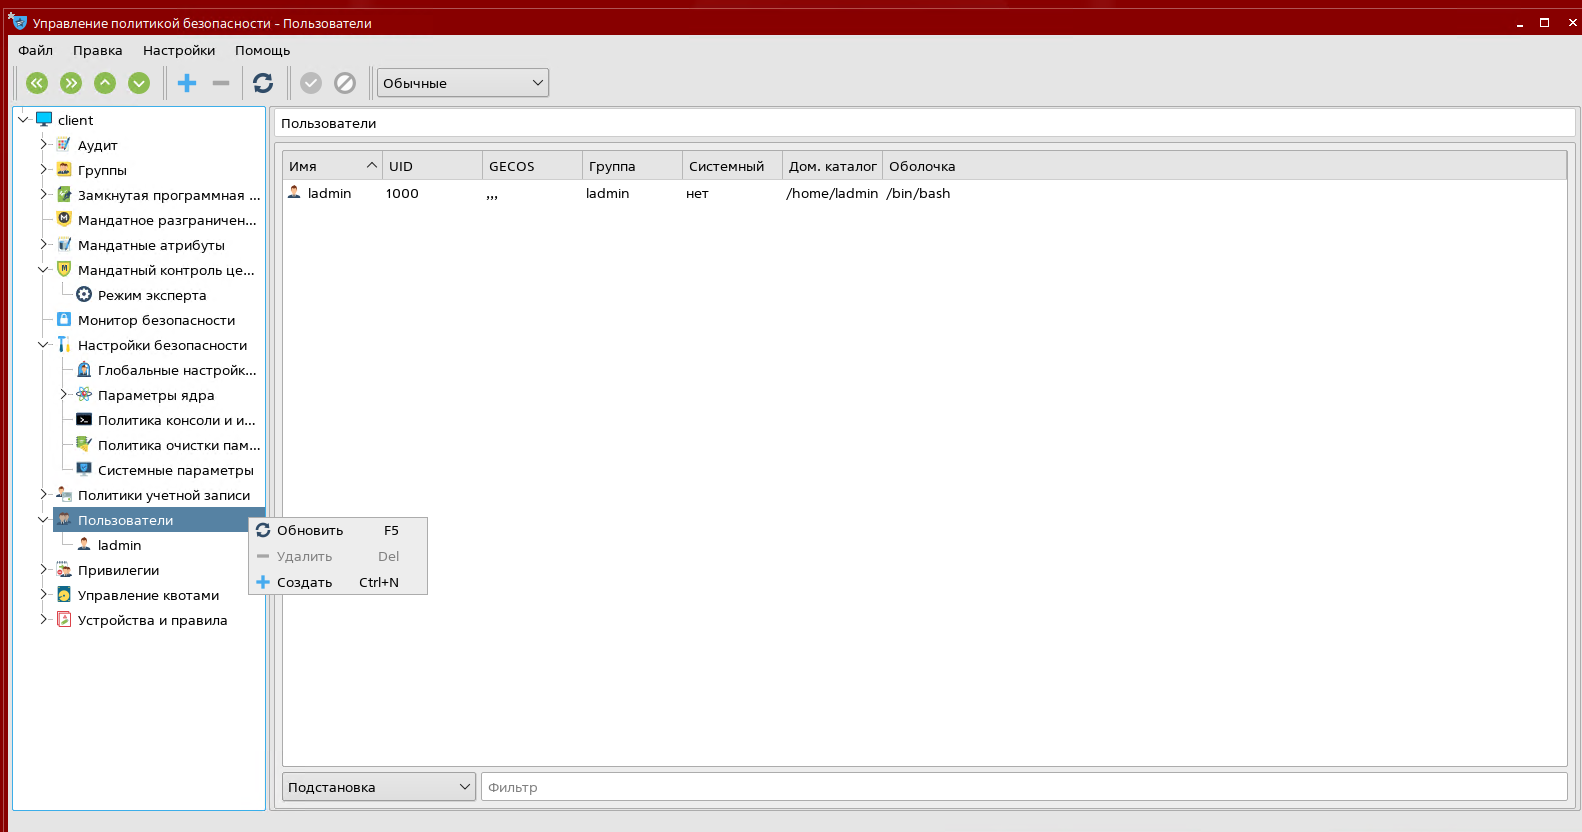 Управление политикой безопасности - Пользователи
Файл Правка Настройки Помощь
Обычные
client
Аудит
Группы
Замкнутая программная ...
Мандатное разграничен...
Мандатные атрибуты
Мандатный контроль це...
Режим эксперта
Монитор безопасности
Настройки безопасности
Глобальные настройк...
Параметры ядра
Политика консоли и и...
Политика очистки пам...
Системные параметры
Политики учетной записи
Пользователи
ladmin
Привилегии
Управление квотами
Устройства и правила
Обновить F5
Удалить Del
Создать Ctrl+N
Пользователи
Имя UID GECOS Группа Системный Дом. каталог Оболочка
ladmin 1000 ,,, ladmin нет /home/ladmin /bin/bash
Подстановка Фильтр